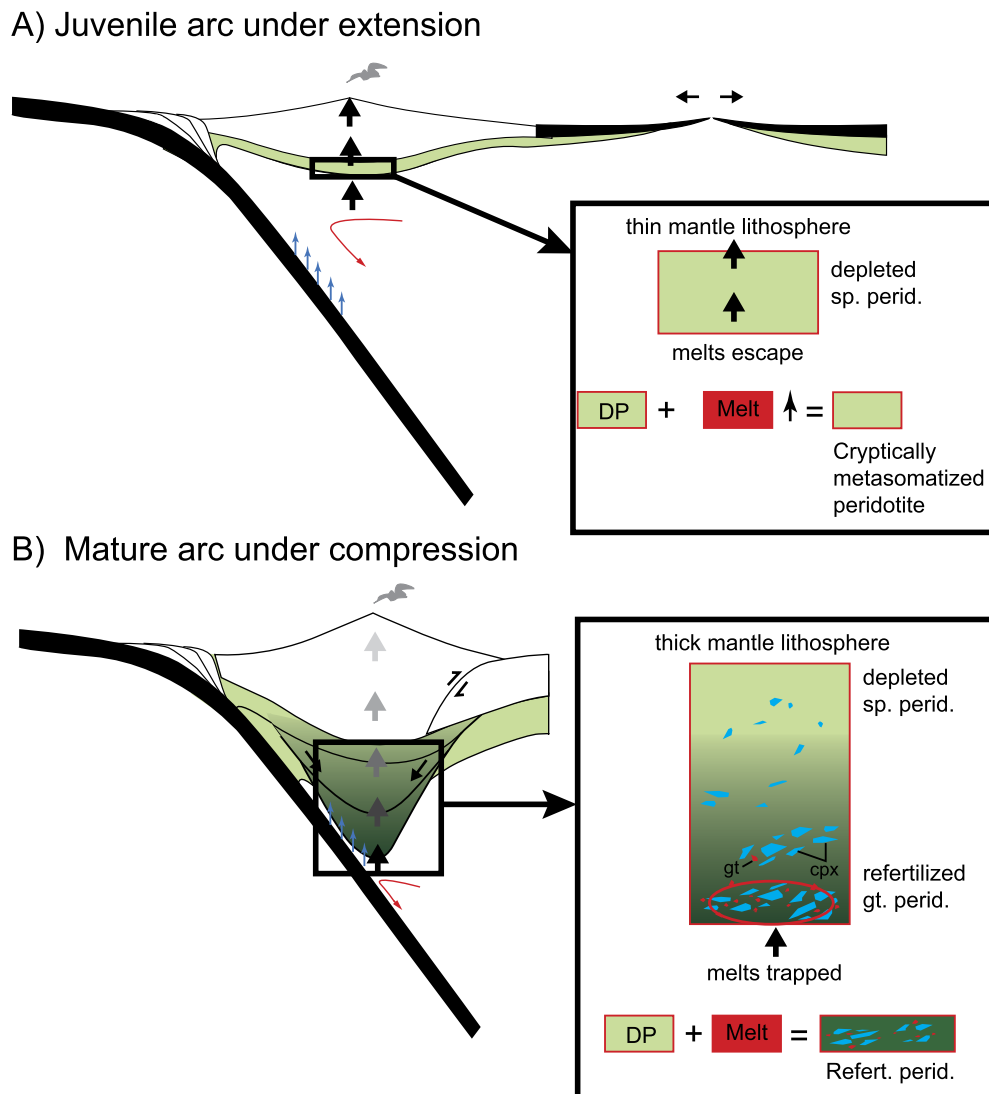 A) Juvenile arc under extension
thin mantle lithosphere
depleted
sp. perid.
melts escape
DP + Melt =
Cryptically
metasomatized
peridotite
B) Mature arc under compression
thick mantle lithosphere
depleted
sp. perid.
gt
cpx
refertilized
gt. perid.
melts trapped
DP + Melt =
Refert. perid.